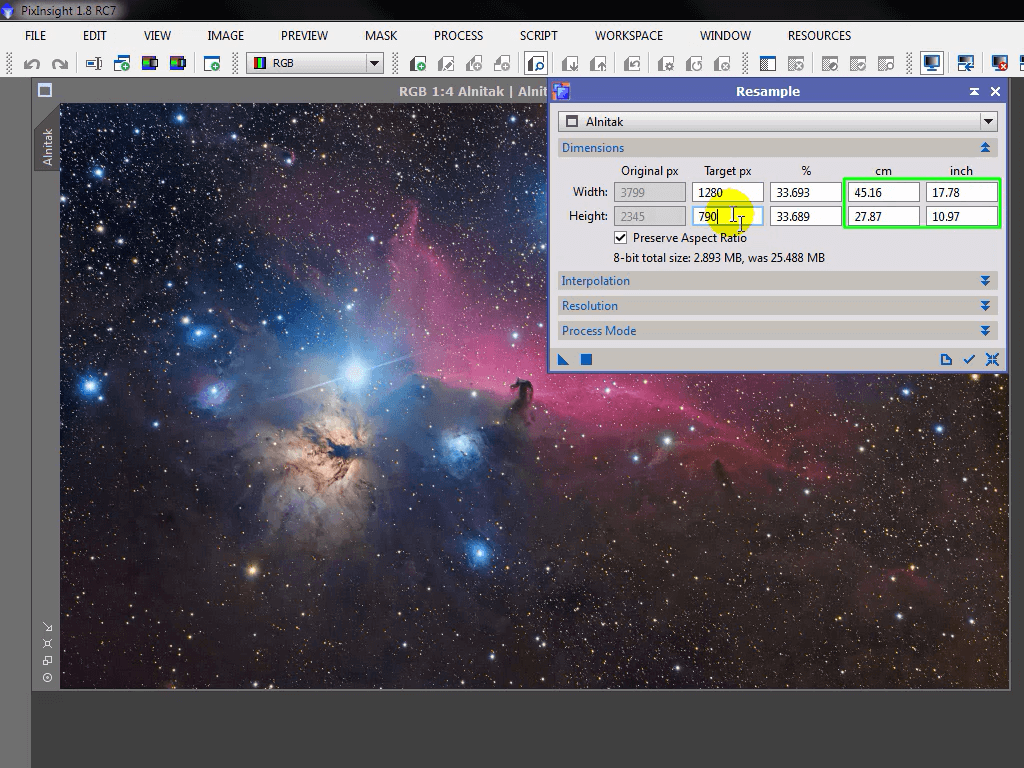 PixInsight 1.8 RC7
FILE EDIT VIEW IMAGE PREVIEW MASK PROCESS SCRIPT WORKSPACE WINDOW RESOURCES
RGB
RGB 1:4 Alnitak | Alnit
Alnitak
Resample
Alnitak
Dimensions
Original px Target px % cm inch
Width: 3799 1280 33.693 45.16 17.78
Height: 2345 790 33.689 27.87 10.97
Preserve Aspect Ratio
8-bit total size: 2.893 MB, was 25.488 MB
Interpolation
Resolution
Process Mode